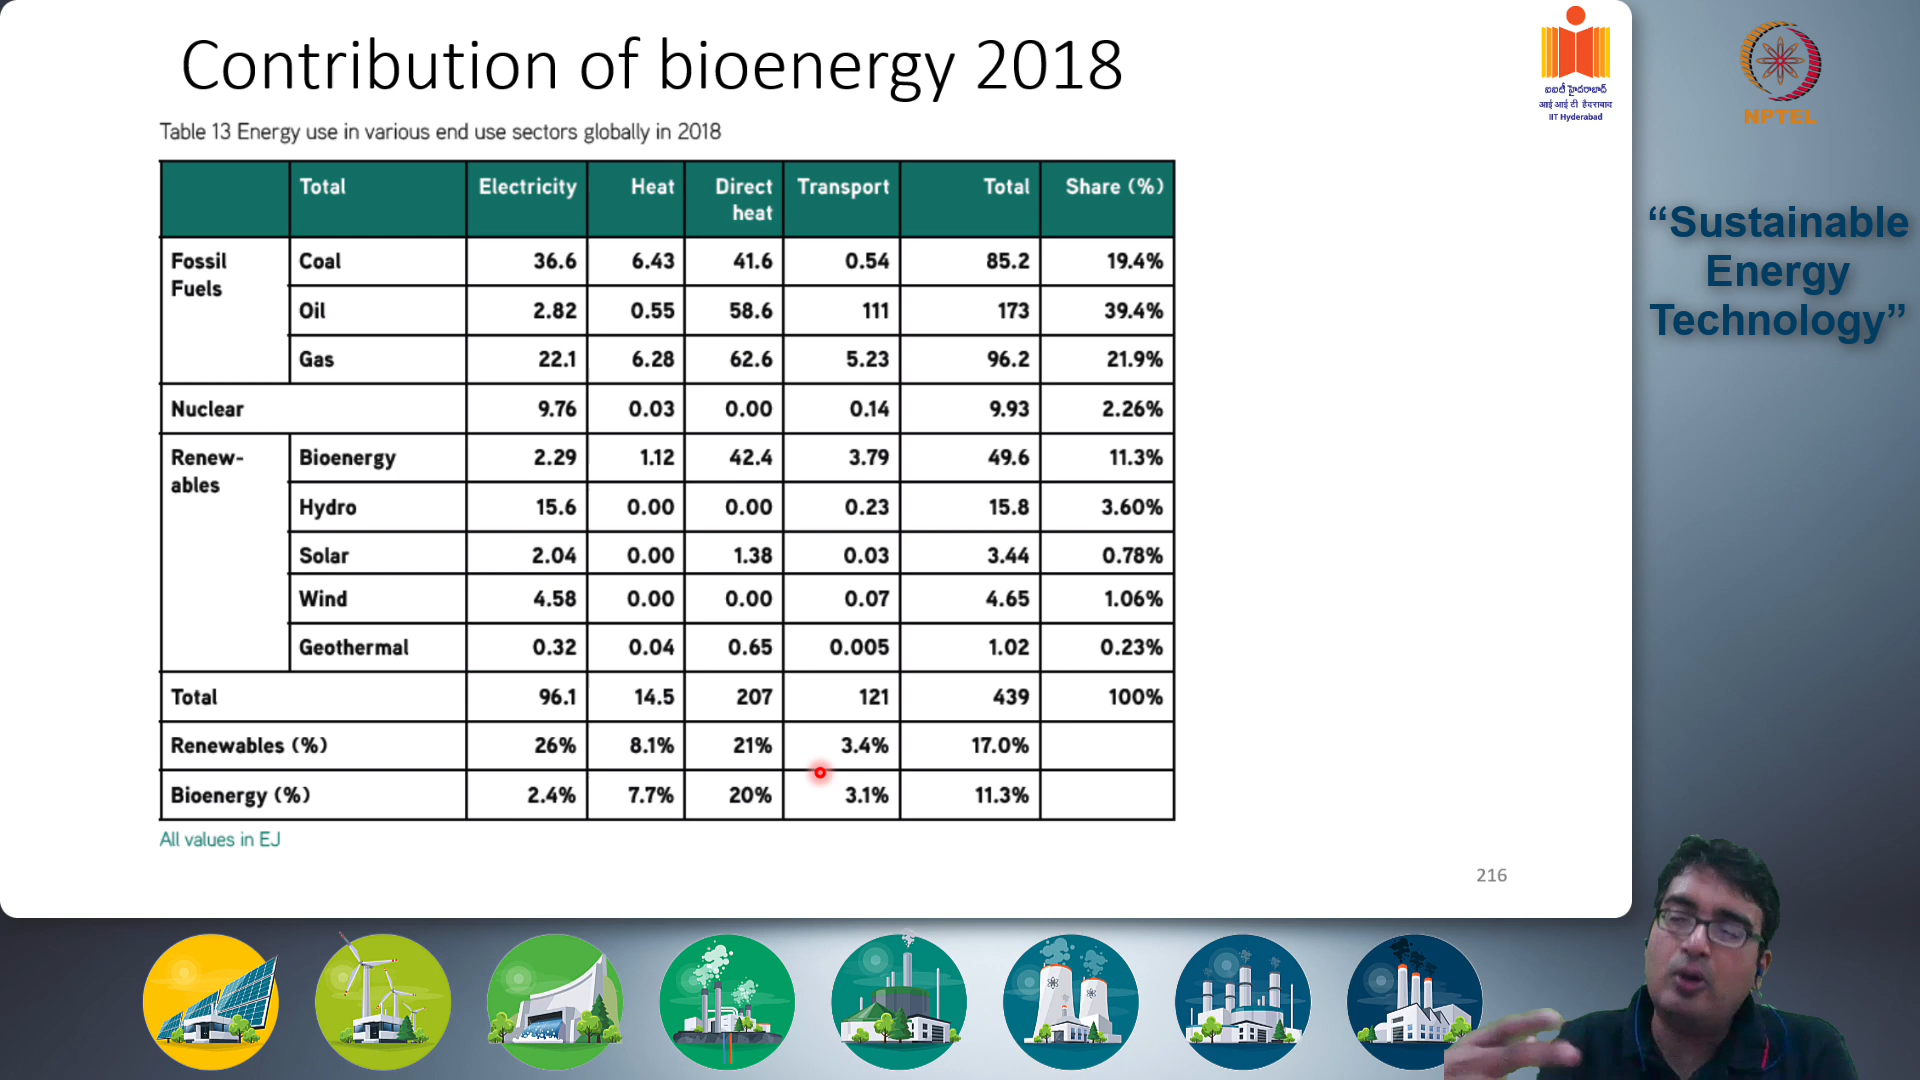 Contribution of bioenergy 2018
Table 13 Energy use in various end use sectors globally in 2018
Total Electricity Heat Direct heat Transport Total Share (%)
Fossil Fuels Coal 36.6 6.43 41.6 0.54 85.2 19.4%
Oil 2.82 0.55 58.6 111 173 39.4%
Gas 22.1 6.28 62.6 5.23 96.2 21.9%
Nuclear 9.76 0.03 0.00 0.14 9.93 2.26%
Renew-ables Bioenergy 2.29 1.12 42.4 3.79 49.6 11.3%
Hydro 15.6 0.00 0.00 0.23 15.8 3.60%
Solar 2.04 0.00 1.38 0.03 3.44 0.78%
Wind 4.58 0.00 0.00 0.07 4.65 1.06%
Geothermal 0.32 0.04 0.65 0.005 1.02 0.23%
Total 96.1 14.5 207 121 439 100%
Renewables (%) 26% 8.1% 21% 3.4% 17.0%
Bioenergy (%) 2.4% 7.7% 20% 3.1% 11.3%
All values in EJ
216
ఐఐటీ హైదరాబాద్
आई आई टी हैदराबाद
IIT Hyderabad
NPTEL
“Sustainable
Energy
Technology”